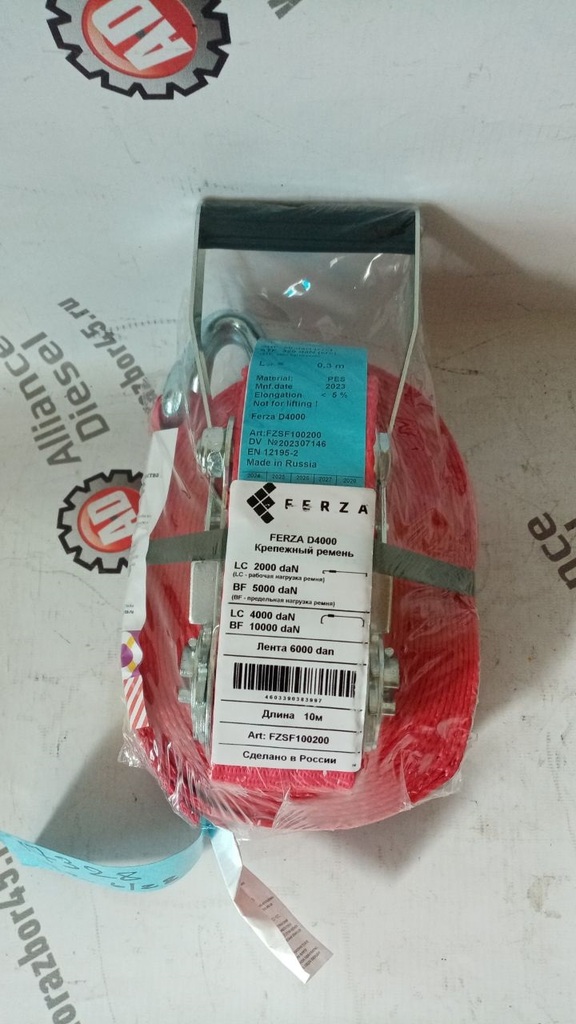 AD
Alliance
Diesel
razbor45.ru
AD
0,3 m
Material: PES
Mnf.date 2023
Elongation < 5 %
Not for lifting !
Ferza D4000
Art:FZSF100200
DV №202307146
EN 12195-2
Made in Russia
FERZA
FERZA D4000
Крепежный ремень
LC 2000 daN
(LC - рабочая нагрузка ремня)
BF 5000 daN
(BF - предельная нагрузка ремня)
LC 4000 daN
BF 10000 daN
Лента 6000 dan
4603390383997
Длина 10м
Art: FZSF100200
Сделано в России